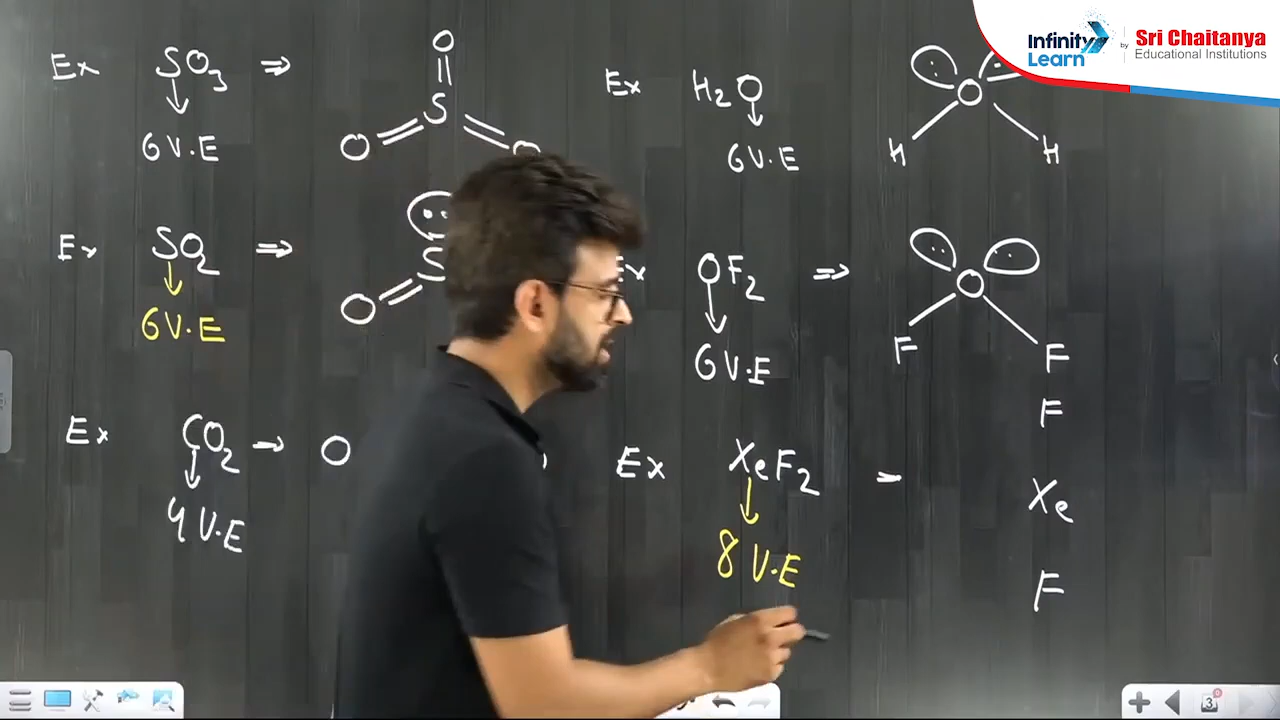 Infinity Learn by Sri Chaitanya Educational Institutions
Ex SO3 ⇒
6 V.E
O
S
O
Ex SO2 ⇒
6 V.E
S
O
Ex CO2 → O
4 V.E
Ex H2O
6 V.E
O
H H
Ex OF2 ⇒
6 V.E
O
F F
Ex XeF2 -
8 V.E
F
Xe
F
3